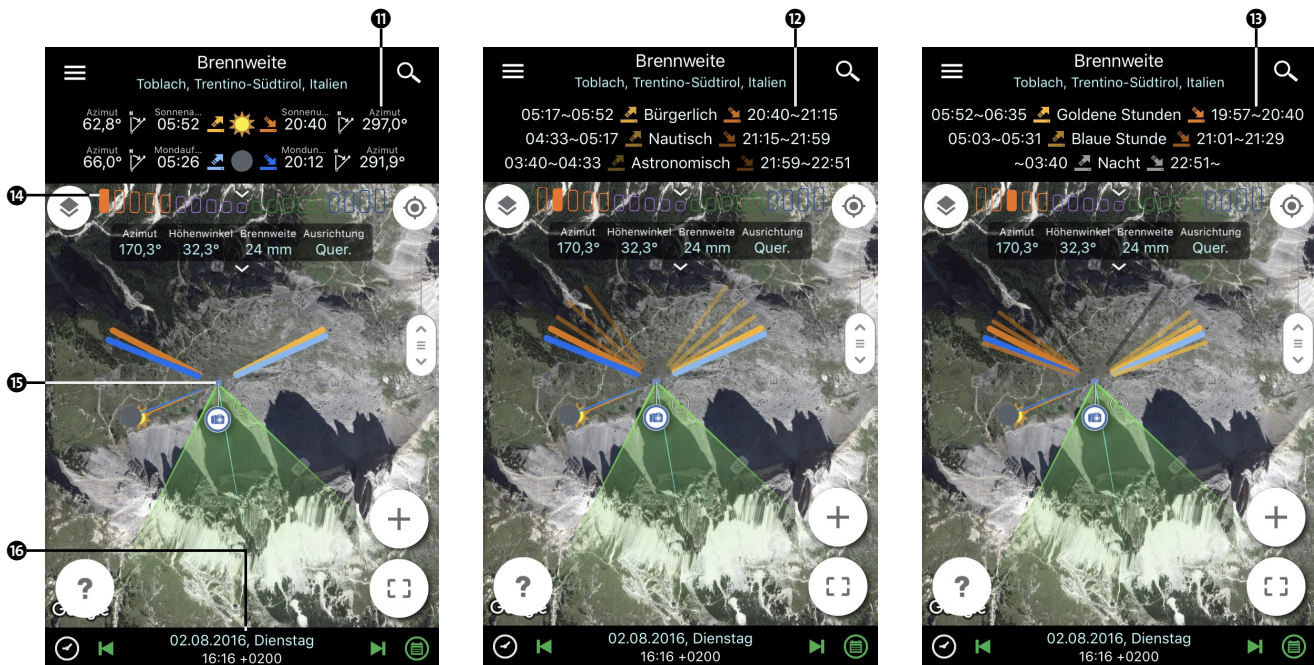 ⓫
⓬
⓭
Brennweite
Toblach, Trentino-Südtirol, Italien
Azimut Sonnena... Sonnenu... Azimut
62,8° N 05:52 20:40 N 297,0°
Azimut Mondauf... Mondun... Azimut
66,0° N 05:26 20:12 N 291,9°
⓮
Azimut Höhenwinkel Brennweite Ausrichtung
170,3° 32,3° 24 mm Quer.
⓯
⓰
?
Google
02.08.2016, Dienstag
16:16 +0200
Brennweite
Toblach, Trentino-Südtirol, Italien
05:17~05:52 Bürgerlich 20:40~21:15
04:33~05:17 Nautisch 21:15~21:59
03:40~04:33 Astronomisch 21:59~22:51
Azimut Höhenwinkel Brennweite Ausrichtung
170,3° 32,3° 24 mm Quer.
?
Google
02.08.2016, Dienstag
16:16 +0200
Brennweite
Toblach, Trentino-Südtirol, Italien
05:52~06:35 Goldene Stunden 19:57~20:40
05:03~05:31 Blaue Stunde 21:01~21:29
~03:40 Nacht 22:51~
Azimut Höhenwinkel Brennweite Ausrichtung
170,3° 32,3° 24 mm Quer.
?
Google
02.08.2016, Dienstag
16:16 +0200